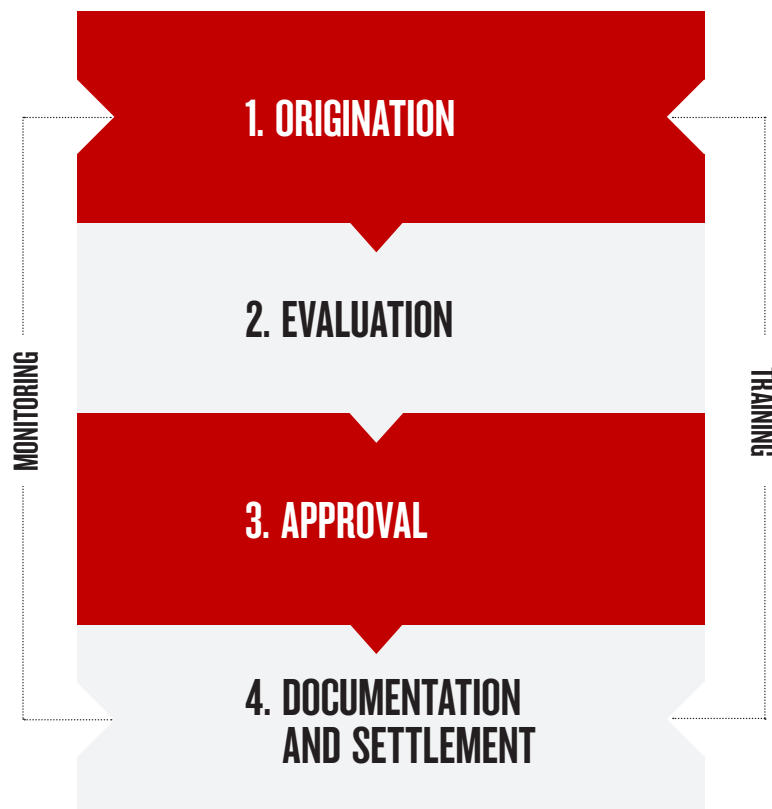 1. ORIGINATION
2. EVALUATION
MONITORING
TRAINING
3. APPROVAL
4. DOCUMENTATION
AND SETTLEMENT